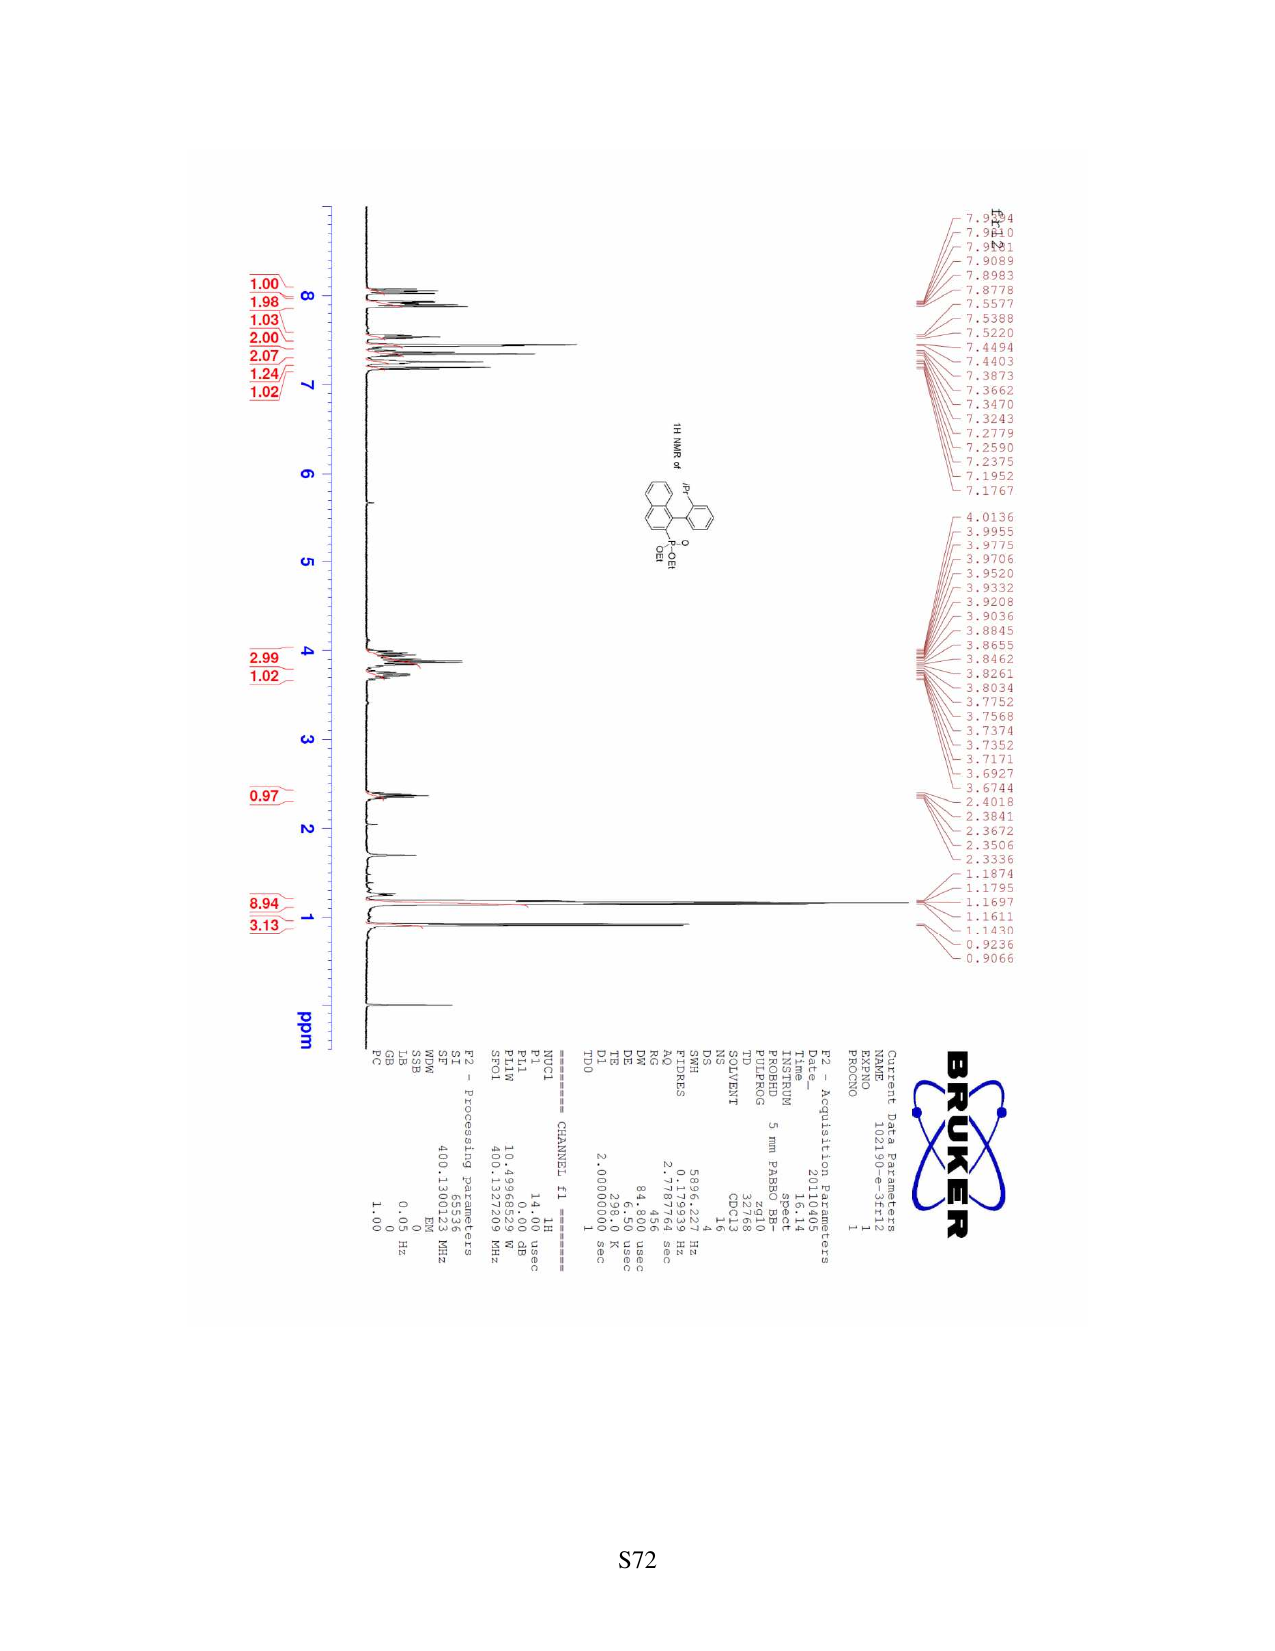 fr12
7.9394
7.9310
7.9181
7.9089
7.8983
7.8778
7.5577
7.5388
7.5220
7.4494
7.4403
7.3873
7.3662
7.3470
7.3243
7.2779
7.2590
7.2375
7.1952
7.1767
4.0136
3.9955
3.9775
3.9706
3.9520
3.9332
3.9208
3.9036
3.8845
3.8655
3.8462
3.8261
3.8034
3.7752
3.7568
3.7374
3.7352
3.7171
3.6927
3.6744
2.4018
2.3841
2.3672
2.3506
2.3336
1.1874
1.1795
1.1697
1.1611
1.1430
0.9236
0.9066
1H NMR of
iPr
O
P
OEt
OEt
8
7
6
5
4
3
2
1
ppm
1.00
1.98
1.03
2.00
2.07
1.24
1.02
2.99
1.02
0.97
8.94
3.13
BRUKER
Current Data Parameters
NAME 102190-e-3fr12
EXPNO 1
PROCNO 1
F2 - Acquisition Parameters
Date_ 20110405
Time 16.14
INSTRUM spect
PROBHD 5 mm PABBO BB-
PULPROG zg10
TD 32768
SOLVENT CDCl3
NS 16
DS 4
SWH 5896.227 Hz
FIDRES 0.179939 Hz
AQ 2.7787764 sec
RG 456
DW 84.800 usec
DE 6.50 usec
TE 298.0 K
D1 2.00000000 sec
TD0 1
======== CHANNEL f1 ========
NUC1 1H
P1 14.00 usec
PL1 0.00 dB
PL1W 10.49968529 W
SFO1 400.1327209 MHz
F2 - Processing parameters
SI 65536
SF 400.1300123 MHz
WDW EM
SSB 0
LB 0.05 Hz
GB 0
PC 1.00
S72